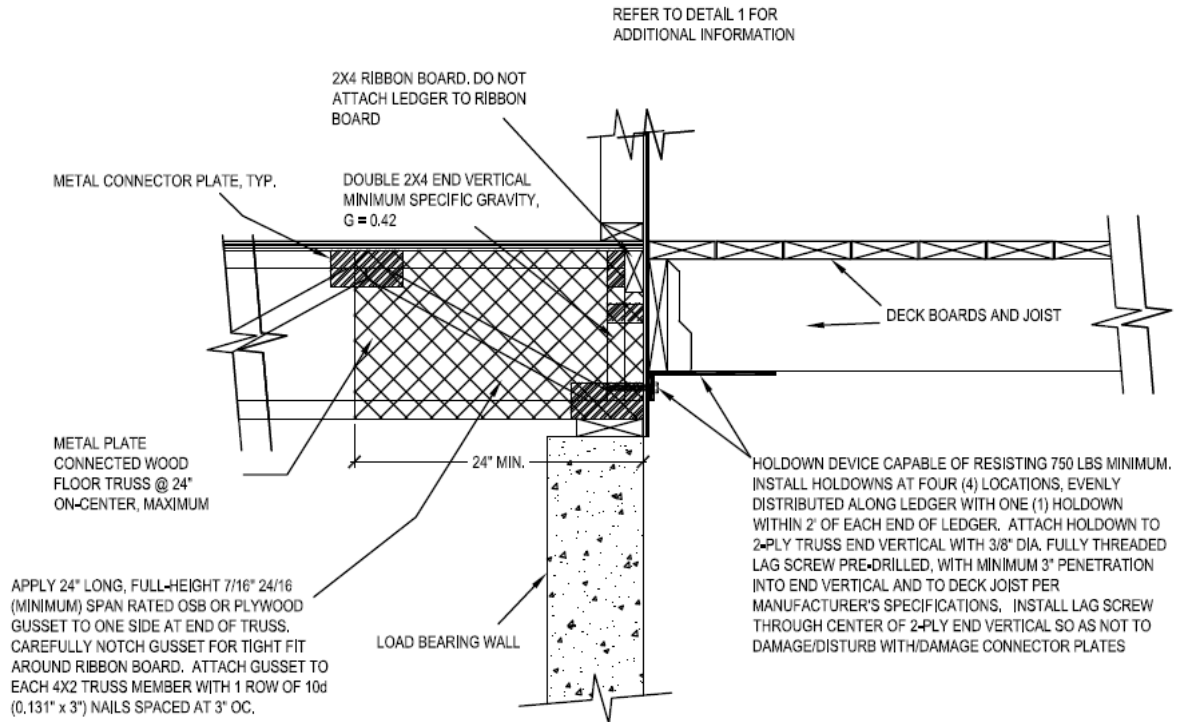 REFER TO DETAIL 1 FOR
ADDITIONAL INFORMATION
2X4 RIBBON BOARD. DO NOT
ATTACH LEDGER TO RIBBON
BOARD
METAL CONNECTOR PLATE, TYP.
DOUBLE 2X4 END VERTICAL
MINIMUM SPECIFIC GRAVITY,
G = 0.42
DECK BOARDS AND JOIST
METAL PLATE
CONNECTED WOOD
FLOOR TRUSS @ 24"
ON-CENTER, MAXIMUM
24" MIN.
HOLDOWN DEVICE CAPABLE OF RESISTING 750 LBS MINIMUM.
INSTALL HOLDOWNS AT FOUR (4) LOCATIONS, EVENLY
DISTRIBUTED ALONG LEDGER WITH ONE (1) HOLDOWN
WITHIN 2' OF EACH END OF LEDGER. ATTACH HOLDOWN TO
2-PLY TRUSS END VERTICAL WITH 3/8" DIA. FULLY THREADED
LAG SCREW PRE-DRILLED, WITH MINIMUM 3" PENETRATION
INTO END VERTICAL AND TO DECK JOIST PER
MANUFACTURER'S SPECIFICATIONS. INSTALL LAG SCREW
THROUGH CENTER OF 2-PLY END VERTICAL SO AS NOT TO
DAMAGE/DISTURB WITH/DAMAGE CONNECTOR PLATES
APPLY 24" LONG, FULL-HEIGHT 7/16" 24/16
(MINIMUM) SPAN RATED OSB OR PLYWOOD
GUSSET TO ONE SIDE AT END OF TRUSS.
CAREFULLY NOTCH GUSSET FOR TIGHT FIT
AROUND RIBBON BOARD. ATTACH GUSSET TO
EACH 4X2 TRUSS MEMBER WITH 1 ROW OF 10d
(0.131" x 3") NAILS SPACED AT 3" OC.
LOAD BEARING WALL